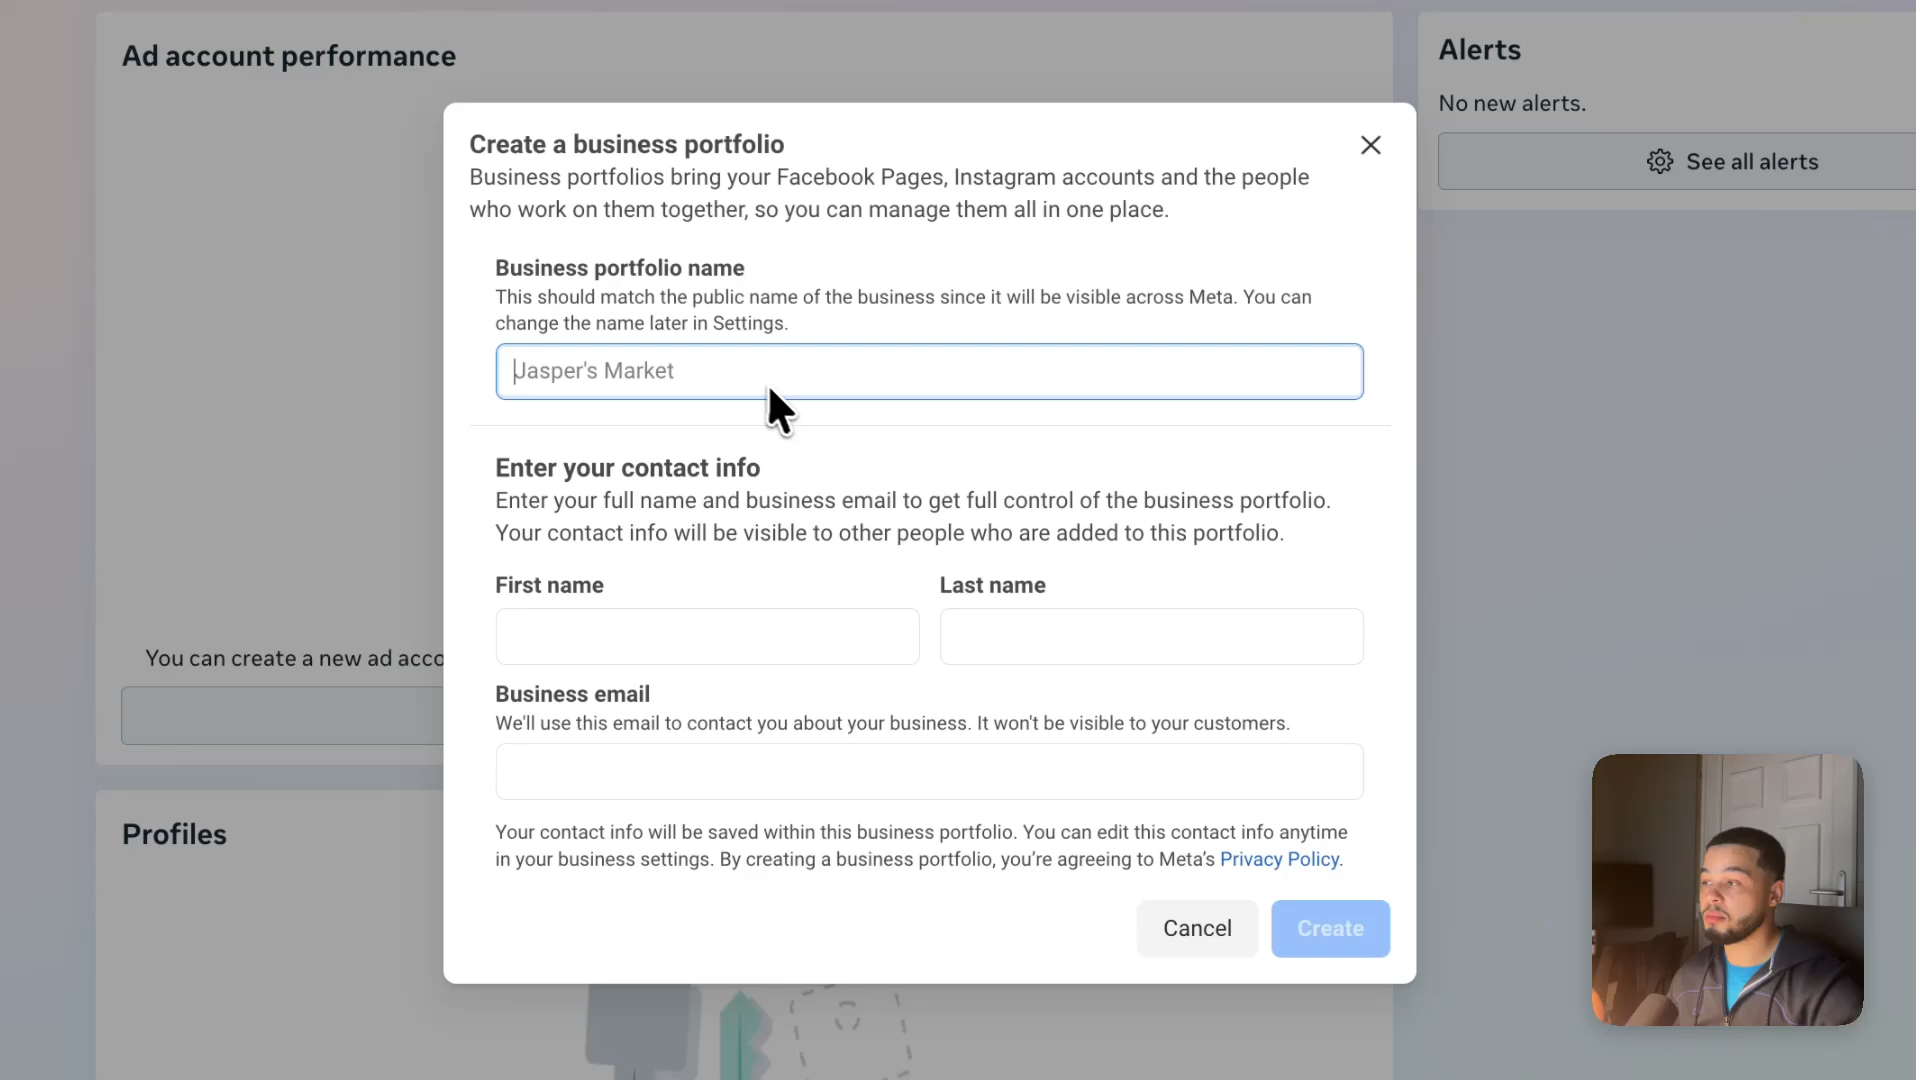 Ad account performance
Alerts
No new alerts.
See all alerts
Create a business portfolio
Business portfolios bring your Facebook Pages, Instagram accounts and the people
who work on them together, so you can manage them all in one place.
Business portfolio name
This should match the public name of the business since it will be visible across Meta. You can
change the name later in Settings.
Jasper's Market
Enter your contact info
Enter your full name and business email to get full control of the business portfolio.
Your contact info will be visible to other people who are added to this portfolio.
First name
Last name
You can create a new ad acco
Business email
We'll use this email to contact you about your business. It won't be visible to your customers.
Profiles
Your contact info will be saved within this business portfolio. You can edit this contact info anytime
in your business settings. By creating a business portfolio, you’re agreeing to Meta’s Privacy Policy.
Cancel
Create